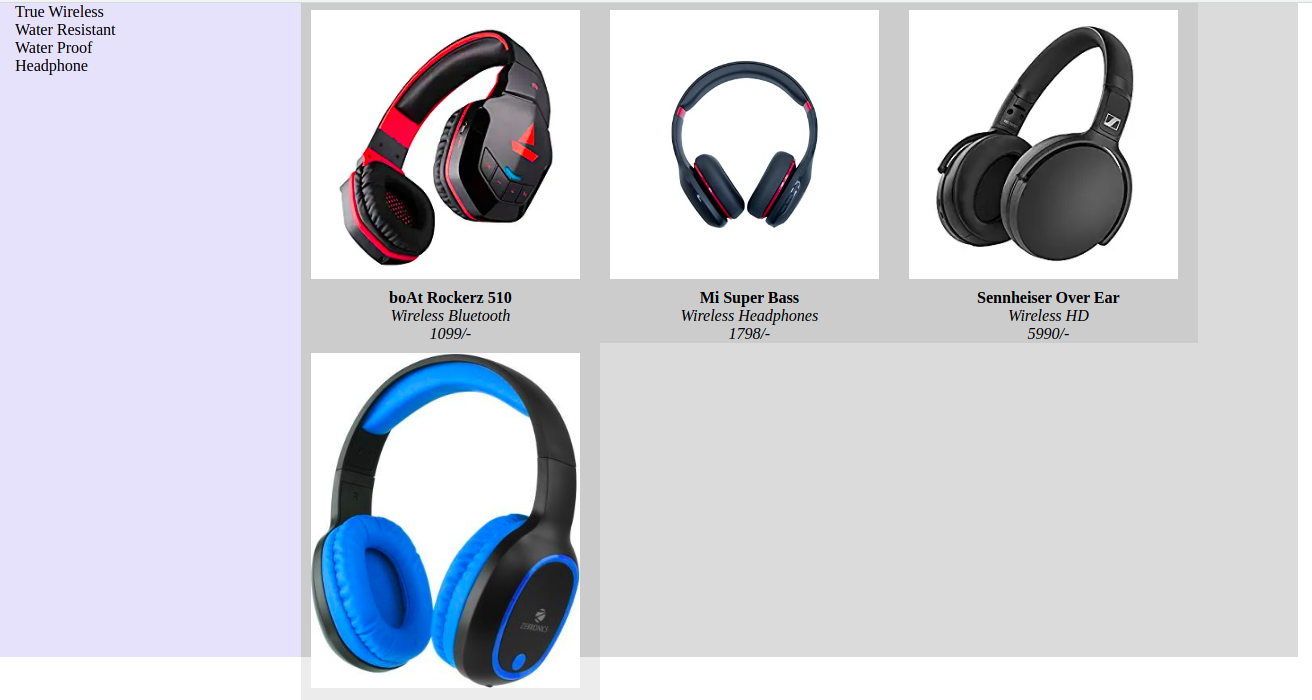 True Wireless
Water Resistant
Water Proof
Headphone
boAt Rockerz 510
Wireless Bluetooth
1099/-
Mi Super Bass
Wireless Headphones
1798/-
Sennheiser Over Ear
Wireless HD
5990/-
ZEBRONICS